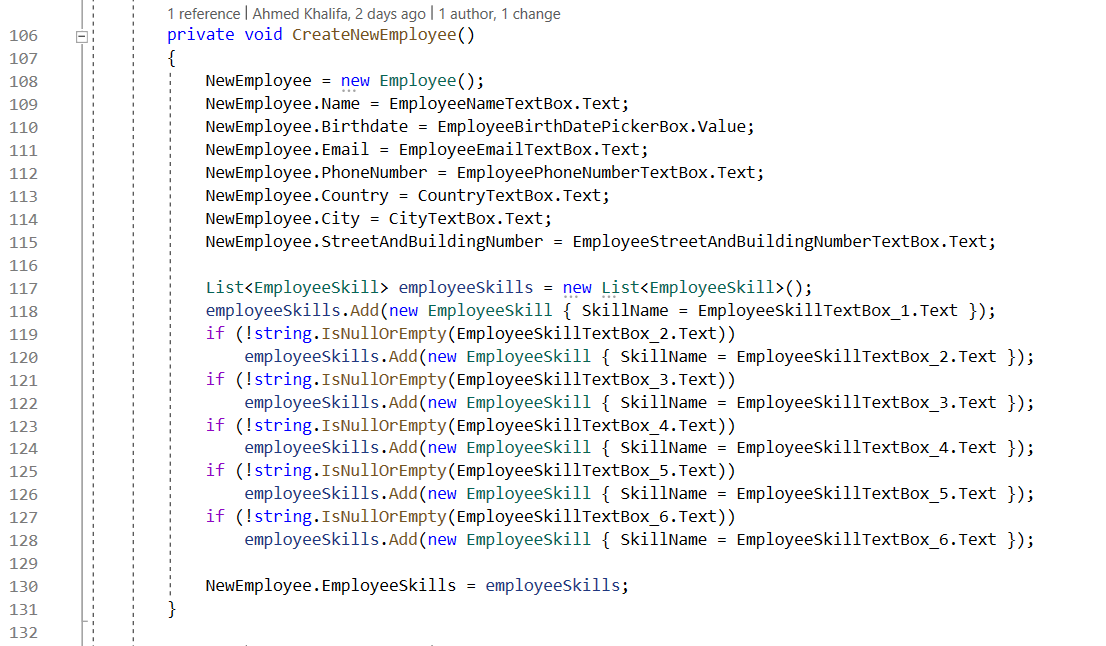 1 reference | Ahmed Khalifa, 2 days ago | 1 author, 1 change
106 private void CreateNewEmployee()
107 {
108 NewEmployee = new Employee();
109 NewEmployee.Name = EmployeeNameTextBox.Text;
110 NewEmployee.Birthdate = EmployeeBirthDatePickerBox.Value;
111 NewEmployee.Email = EmployeeEmailTextBox.Text;
112 NewEmployee.PhoneNumber = EmployeePhoneNumberTextBox.Text;
113 NewEmployee.Country = CountryTextBox.Text;
114 NewEmployee.City = CityTextBox.Text;
115 NewEmployee.StreetAndBuildingNumber = EmployeeStreetAndBuildingNumberTextBox.Text;
116
117 List<EmployeeSkill> employeeSkills = new List<EmployeeSkill>();
118 employeeSkills.Add(new EmployeeSkill { SkillName = EmployeeSkillTextBox_1.Text });
119 if (!string.IsNullOrEmpty(EmployeeSkillTextBox_2.Text))
120 employeeSkills.Add(new EmployeeSkill { SkillName = EmployeeSkillTextBox_2.Text });
121 if (!string.IsNullOrEmpty(EmployeeSkillTextBox_3.Text))
122 employeeSkills.Add(new EmployeeSkill { SkillName = EmployeeSkillTextBox_3.Text });
123 if (!string.IsNullOrEmpty(EmployeeSkillTextBox_4.Text))
124 employeeSkills.Add(new EmployeeSkill { SkillName = EmployeeSkillTextBox_4.Text });
125 if (!string.IsNullOrEmpty(EmployeeSkillTextBox_5.Text))
126 employeeSkills.Add(new EmployeeSkill { SkillName = EmployeeSkillTextBox_5.Text });
127 if (!string.IsNullOrEmpty(EmployeeSkillTextBox_6.Text))
128 employeeSkills.Add(new EmployeeSkill { SkillName = EmployeeSkillTextBox_6.Text });
129
130 NewEmployee.EmployeeSkills = employeeSkills;
131 }
132